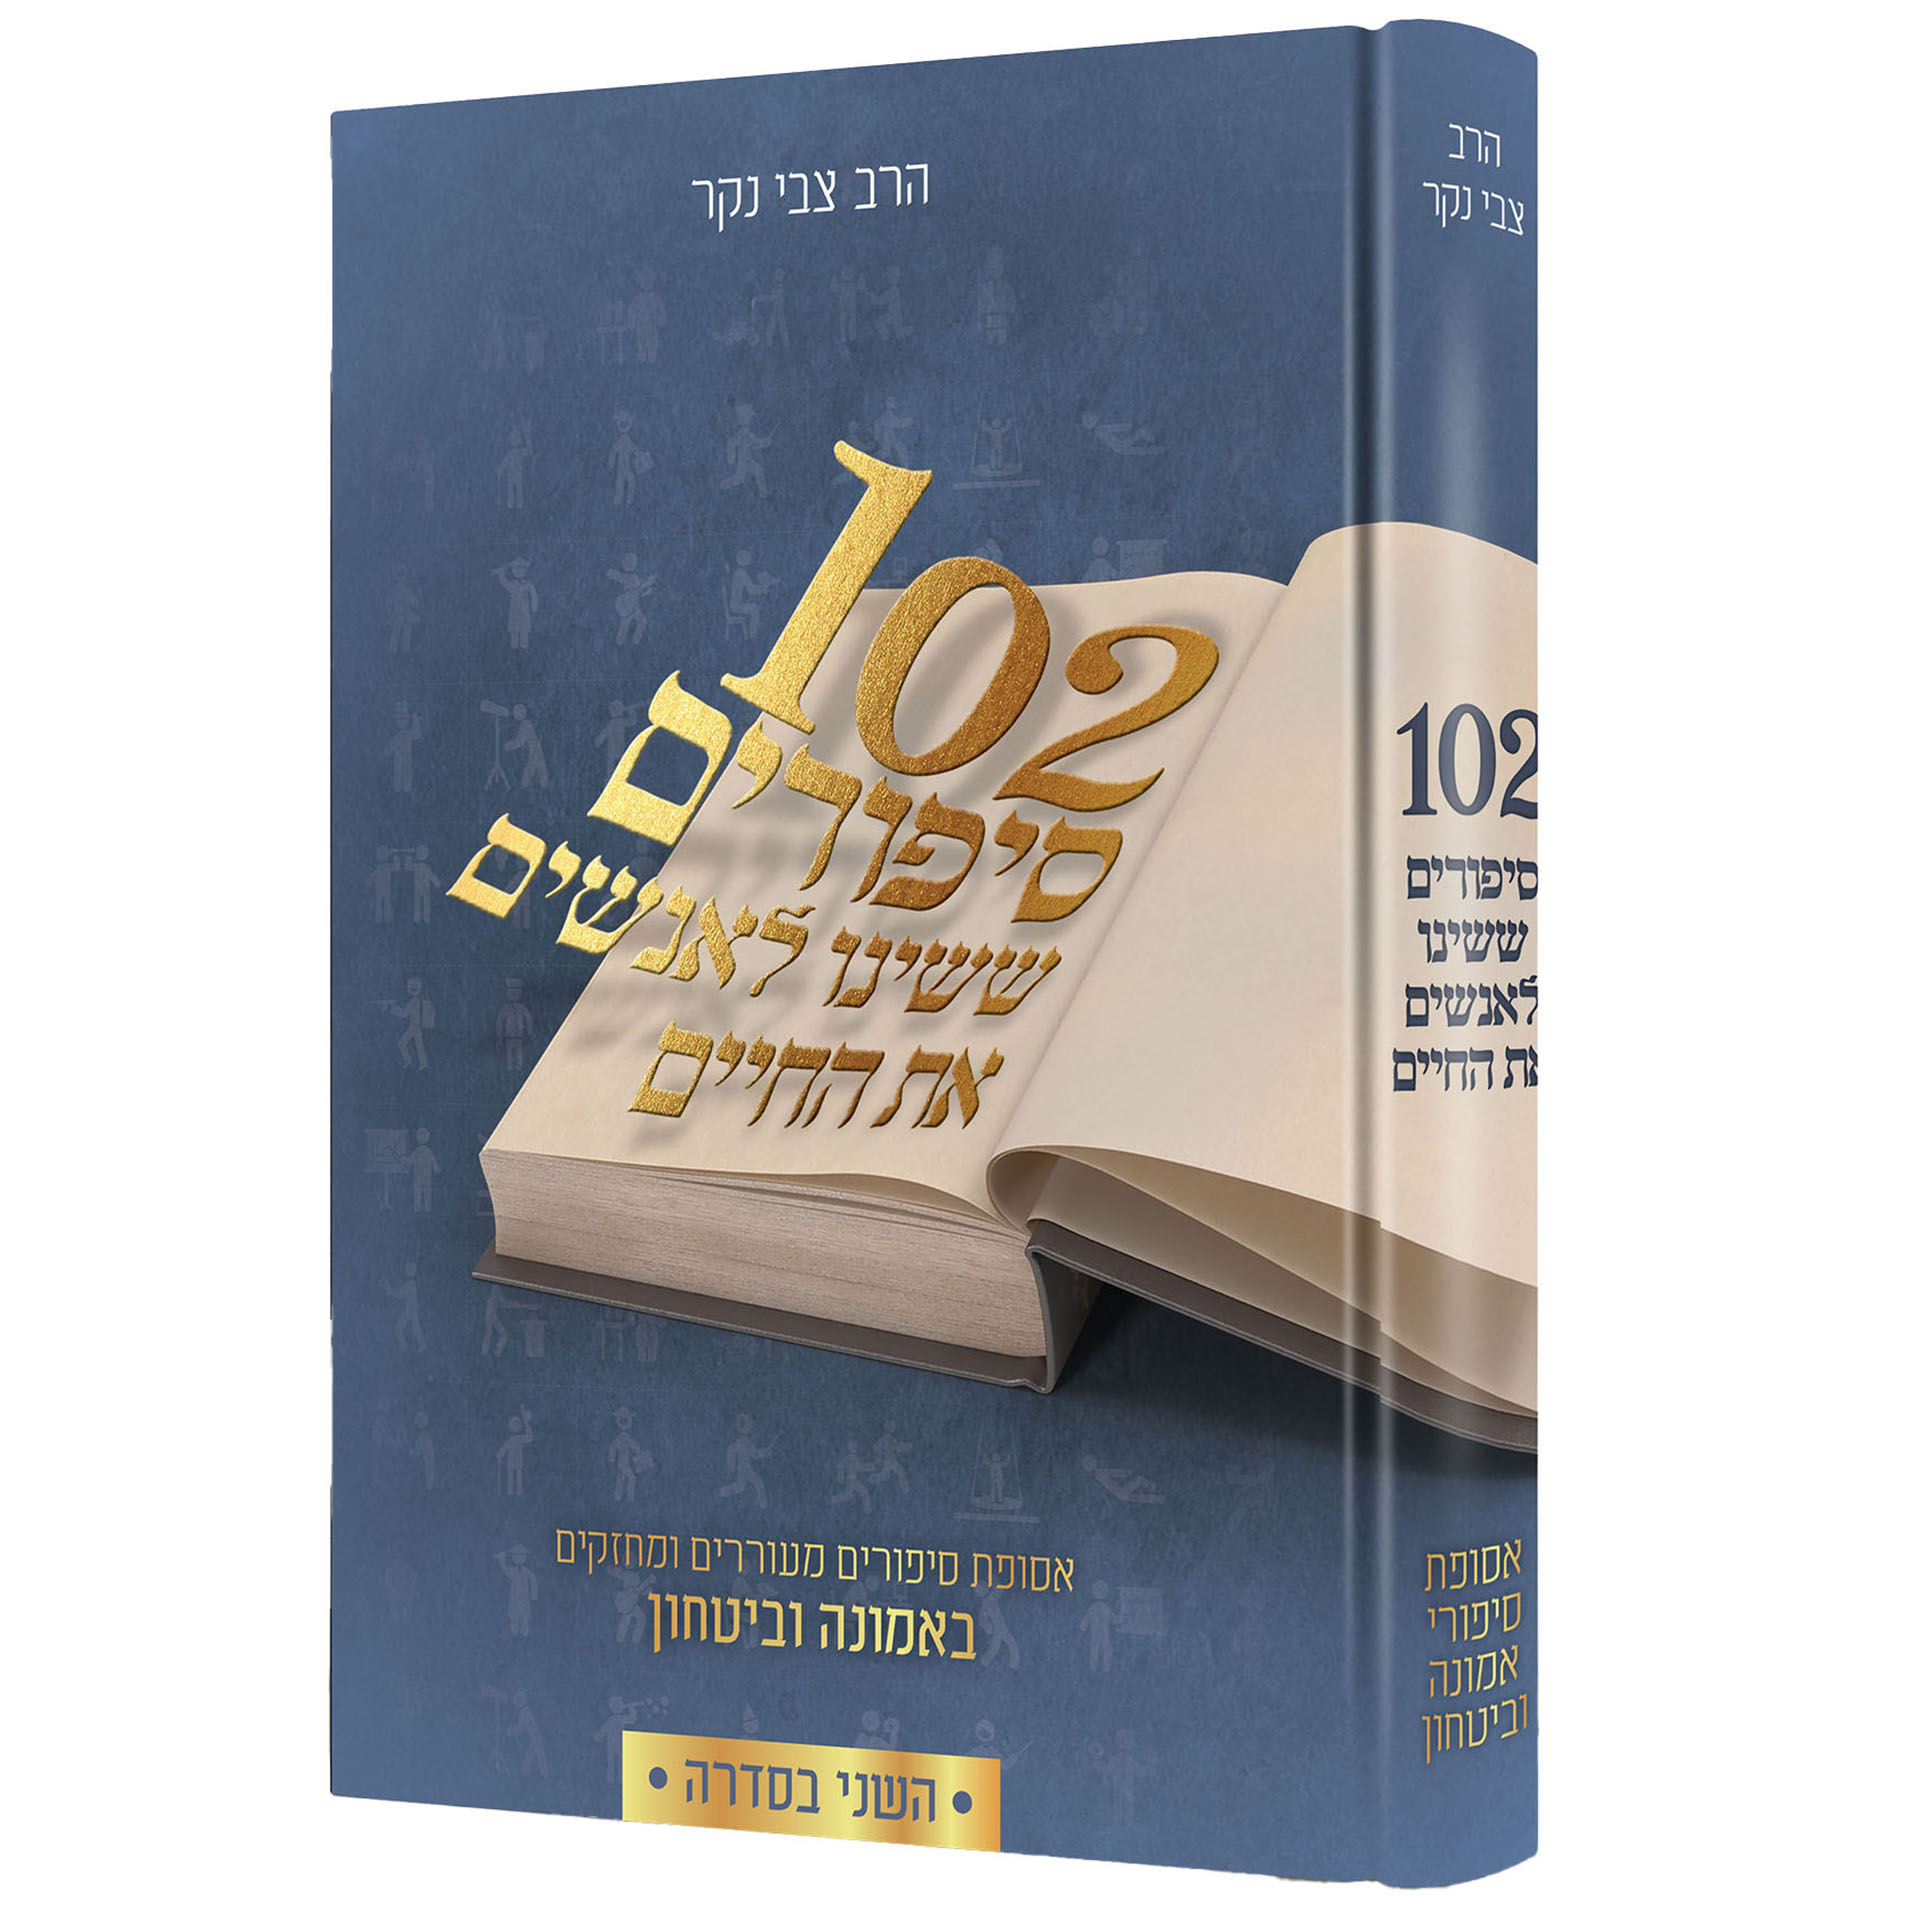 הרב צבי נקר
102
סיפורים
ששינו לאנשים
את החיים
אסופת סיפורים מעוררים ומחזקים
באמונה וביטחון
• השני בסדרה •
הרב
צבי נקר
102
סיפורים
ששינו
לאנשים
את החיים
אסופת
סיפורי
אמונה
וביטחון